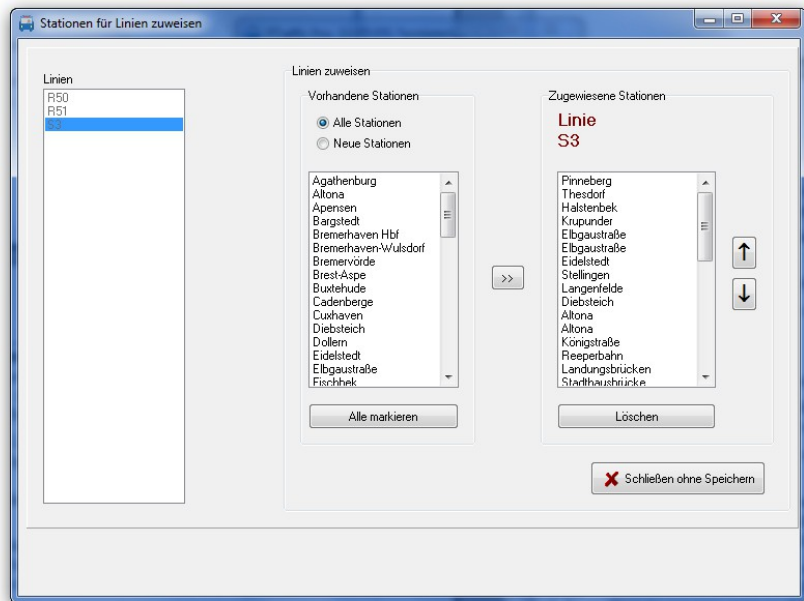 Stationen für Linien zuweisen
Linien
R50
R51
S3
Linien zuweisen
Vorhandene Stationen
Alle Stationen
Neue Stationen
Agathenburg
Altona
Apensen
Bargstedt
Bremerhaven Hbf
Bremerhaven-Wulsdorf
Bremervörde
Brest-Aspe
Buxtehude
Cadenberge
Cuxhaven
Diebsteich
Dollern
Eidelstedt
Elbgaustraße
Fischbek
Alle markieren
>>
Zugewiesene Stationen
Linie
S3
Pinneberg
Thesdorf
Halstenbek
Krupunder
Elbgaustraße
Elbgaustraße
Eidelstedt
Stellingen
Langenfelde
Diebsteich
Altona
Altona
Königstraße
Reeperbahn
Landungsbrücken
Stadthausbrücke
Löschen
Schließen ohne Speichern